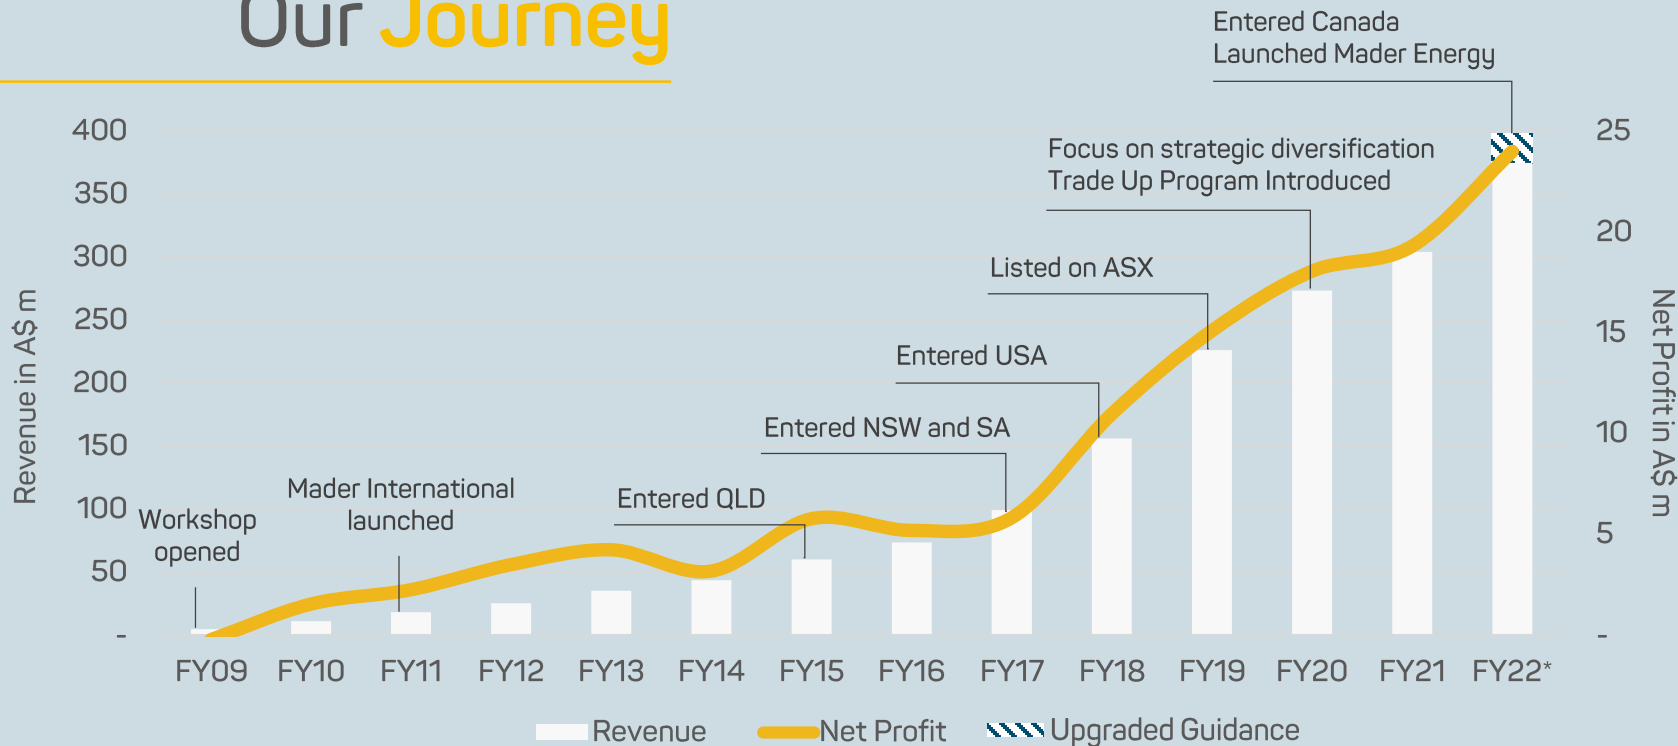 Our Journey
Entered Canada
Launched Mader Energy
Focus on strategic diversification
Trade Up Program Introduced
Listed on ASX
Entered USA
Entered NSW and SA
Entered QLD
Mader International
launched
Workshop
opened
Revenue in A$ m
400
350
300
250
200
150
100
50
-
25
20
15
10
5
-
Net Profit in A$ m
FY09 FY10 FY11 FY12 FY13 FY14 FY15 FY16 FY17 FY18 FY19 FY20 FY21 FY22*
Revenue Net Profit Upgraded Guidance